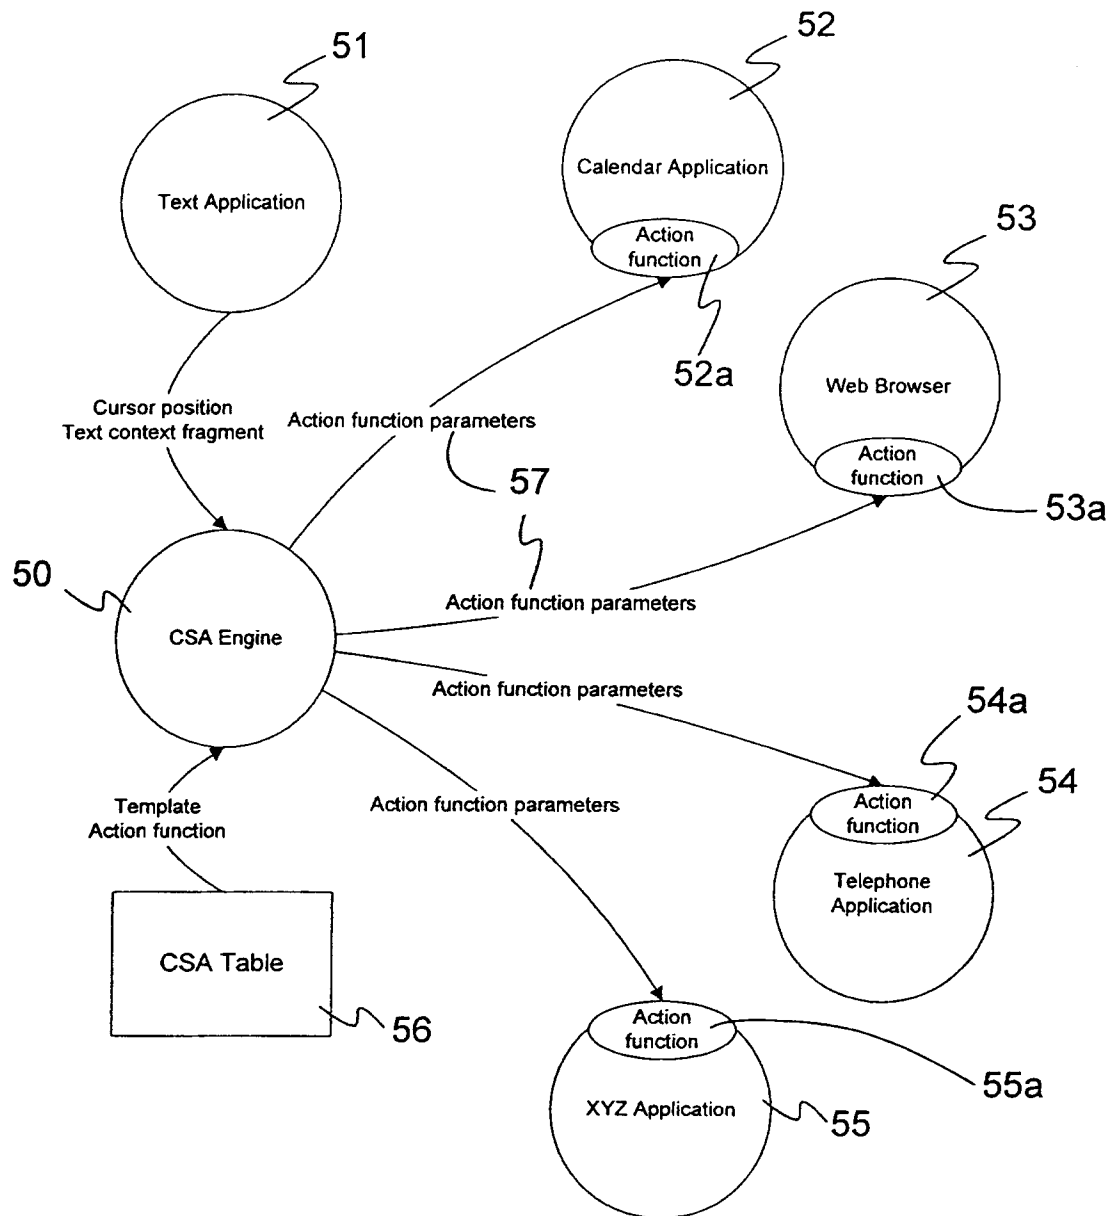 51
52
Text Application
Calendar Application
Action
function
53
52a
Web Browser
Cursor position
Text context fragment
Action function parameters
Action
function
57
53a
50
Action function parameters
CSA Engine
Action function parameters
54a
54
Template
Action function
Action function parameters
Action
function
Telephone
Application
CSA Table
56
Action
function
55a
XYZ Application
55